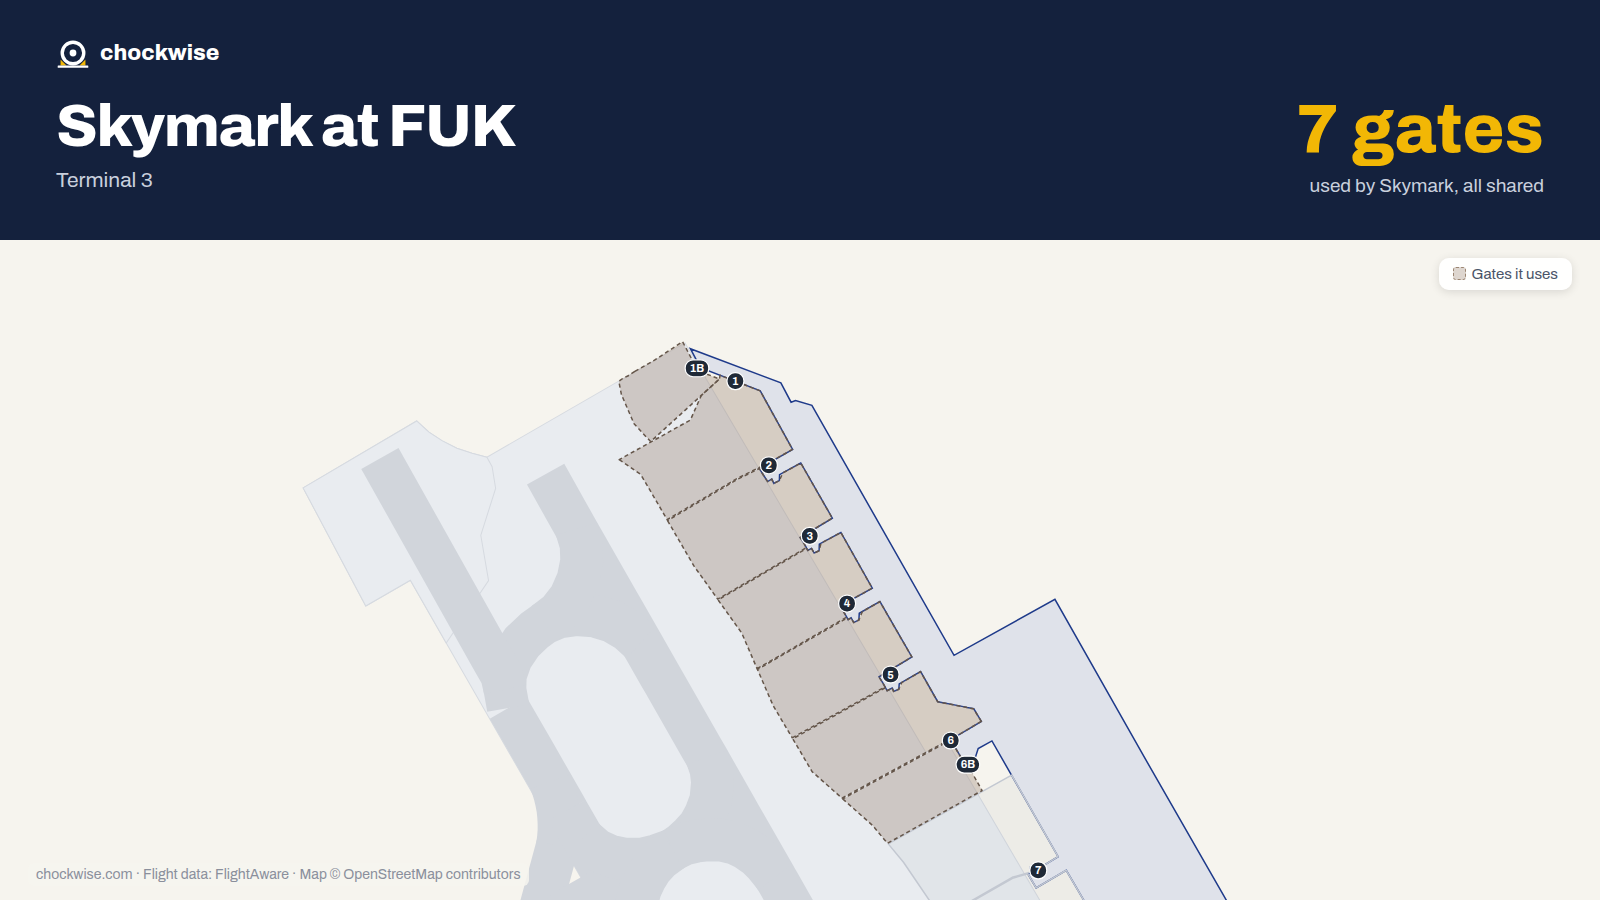 chockwise
Skymark at FUK
Terminal 3
7 gates
used by Skymark, all shared
Gates it uses
1B
1
2
3
4
5
6
6B
7
chockwise.com · Flight data: FlightAware · Map © OpenStreetMap contributors